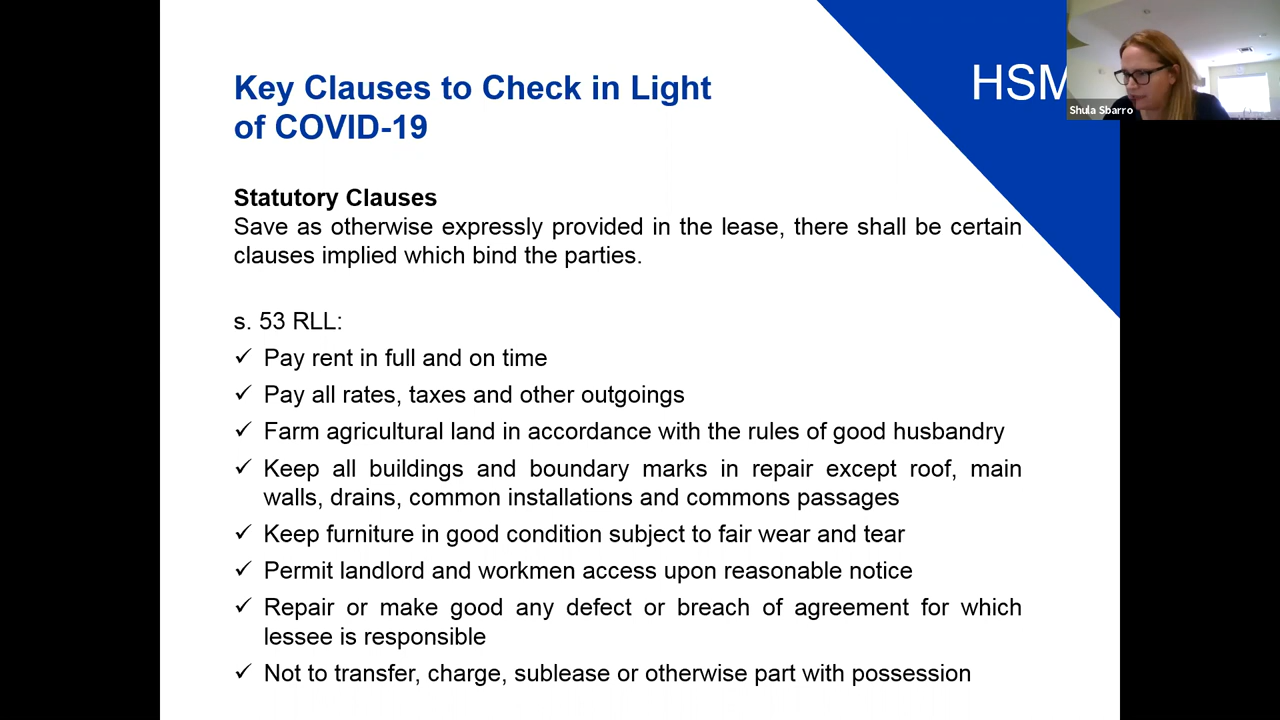 Key Clauses to Check in Light
of COVID-19
HSM
Shula Sbarro
Statutory Clauses
Save as otherwise expressly provided in the lease, there shall be certain
clauses implied which bind the parties.
s. 53 RLL:
✓ Pay rent in full and on time
✓ Pay all rates, taxes and other outgoings
✓ Farm agricultural land in accordance with the rules of good husbandry
✓ Keep all buildings and boundary marks in repair except roof, main
walls, drains, common installations and commons passages
✓ Keep furniture in good condition subject to fair wear and tear
✓ Permit landlord and workmen access upon reasonable notice
✓ Repair or make good any defect or breach of agreement for which
lessee is responsible
✓ Not to transfer, charge, sublease or otherwise part with possession